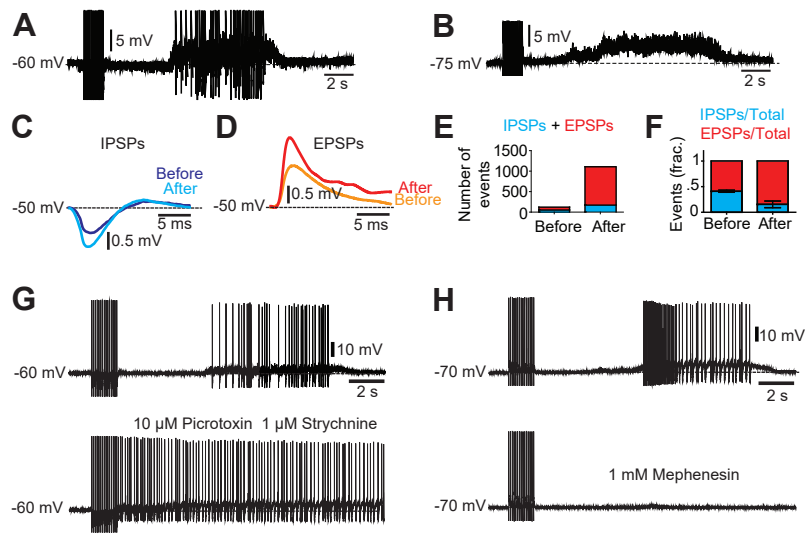 A
5 mV
-60 mV
2 s
B
5 mV
-75 mV
2 s
C
IPSPs
Before
After
-50 mV
0.5 mV
5 ms
D
EPSPs
After
Before
-50 mV
0.5 mV
5 ms
E
IPSPs + EPSPs
Number of
events
1500
1000
500
0
Before After
F
IPSPs/Total
EPSPs/Total
Events (frac.)
1
.5
0
Before After
G
-60 mV
10 mV
2 s
10 µM Picrotoxin 1 µM Strychnine
-60 mV
H
-70 mV
10 mV
2 s
1 mM Mephenesin
-70 mV